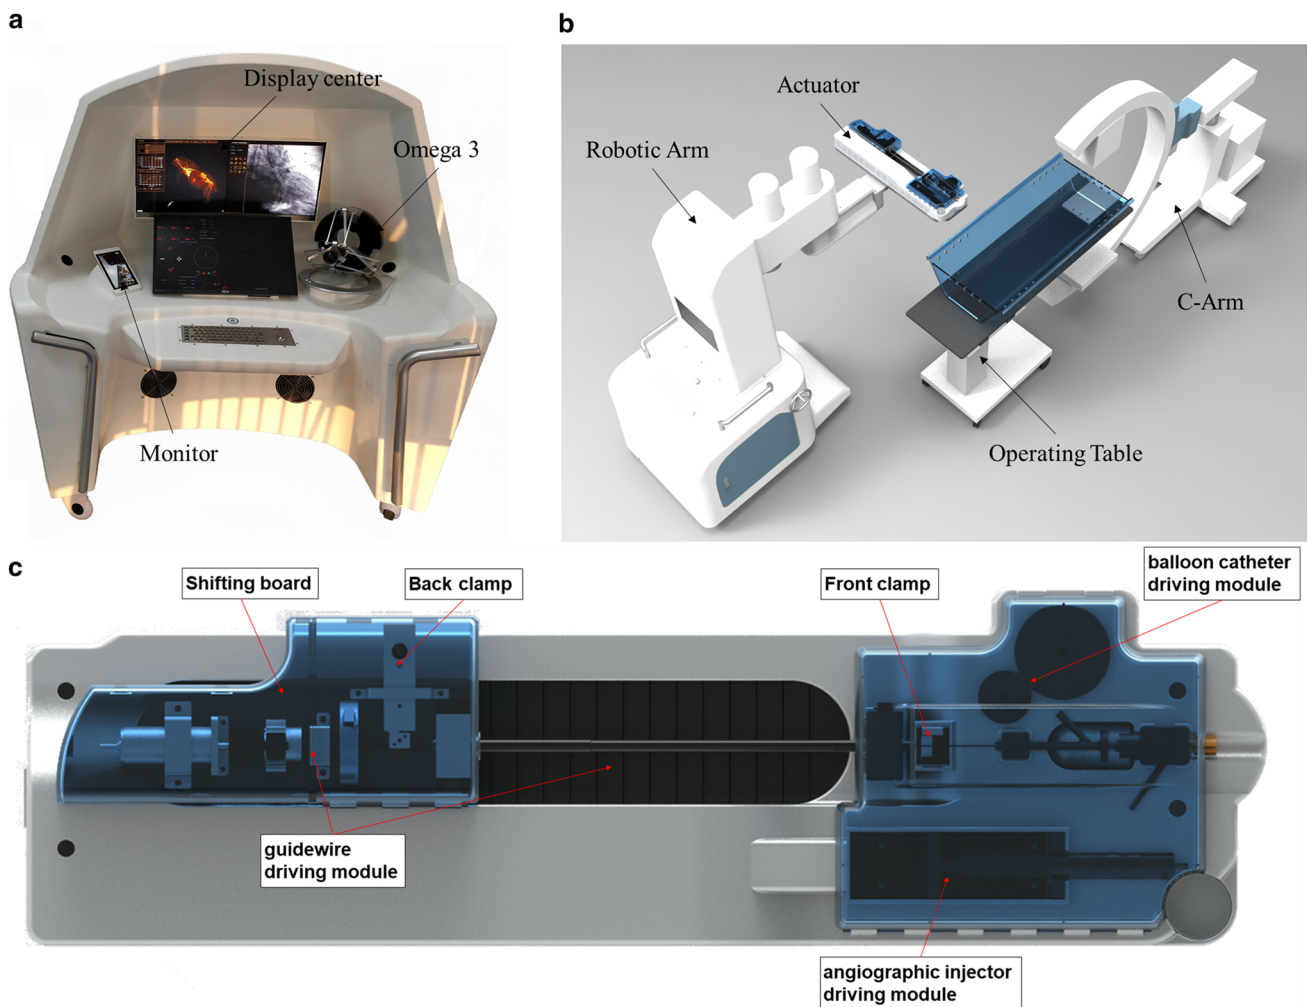 a
Display center
Omega 3
Monitor
b
Actuator
Robotic Arm
C-Arm
Operating Table
c
Shifting board
Back clamp
Front clamp
balloon catheter
driving module
guidewire
driving module
angiographic injector
driving module